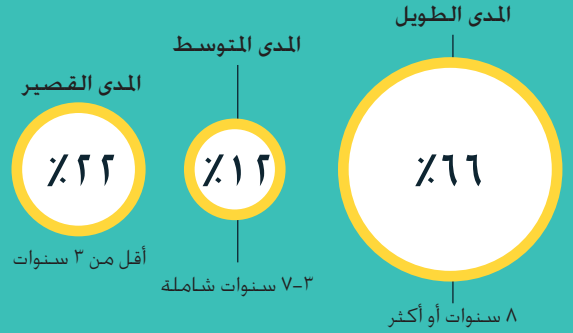 المدى الطويل
٪٦٦
٨ سنوات أو أكثر
المدى المتوسط
٪١٢
٣-٧ سنوات شاملة
المدى القصير
٪٢٢
أقل من ٣ سنوات